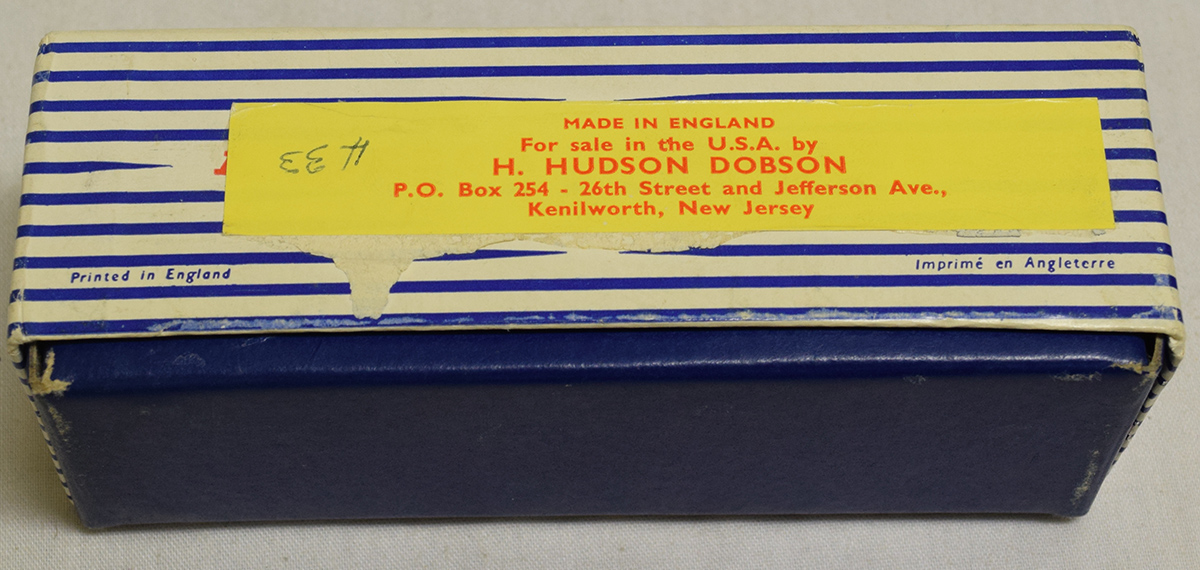 MADE IN ENGLAND
For sale in the U.S.A. by
H. HUDSON DOBSON
P.O. Box 254 - 26th Street and Jefferson Ave.,
Kenilworth, New Jersey
H 33
Printed in England
Imprimé en Angleterre